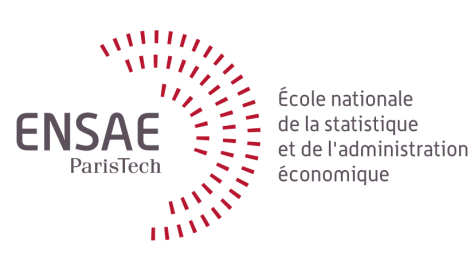 ENSAE
ParisTech
École nationale
de la statistique
et de l'administration
économique